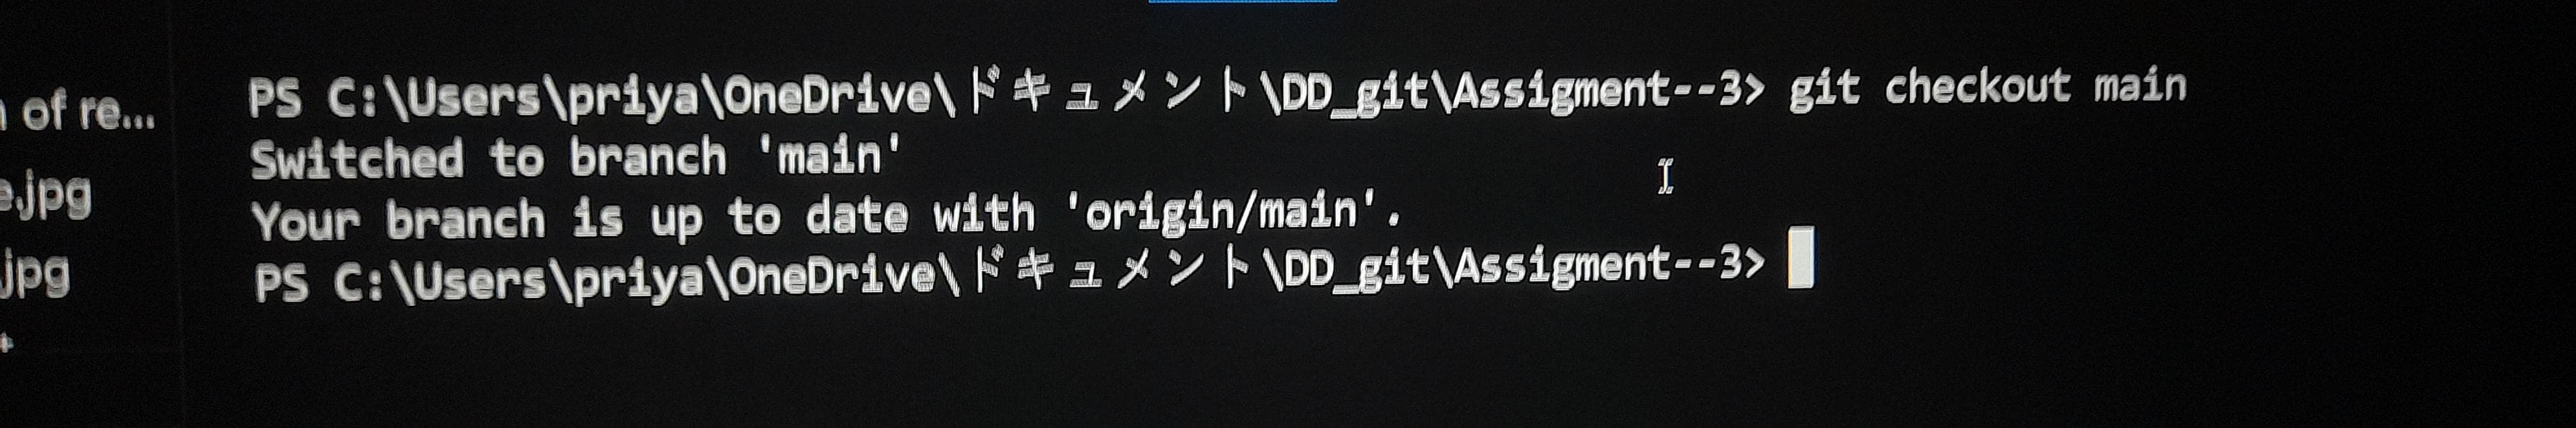 PS C:\Users\priya\OneDrive\ドキュメント\DD_git\Assigment--3> git checkout main
of re...
Switched to branch 'main'
.jpg
Your branch is up to date with 'origin/main'.
jpg
PS C:\Users\priya\OneDrive\ドキュメント\DD_git\Assigment--3>